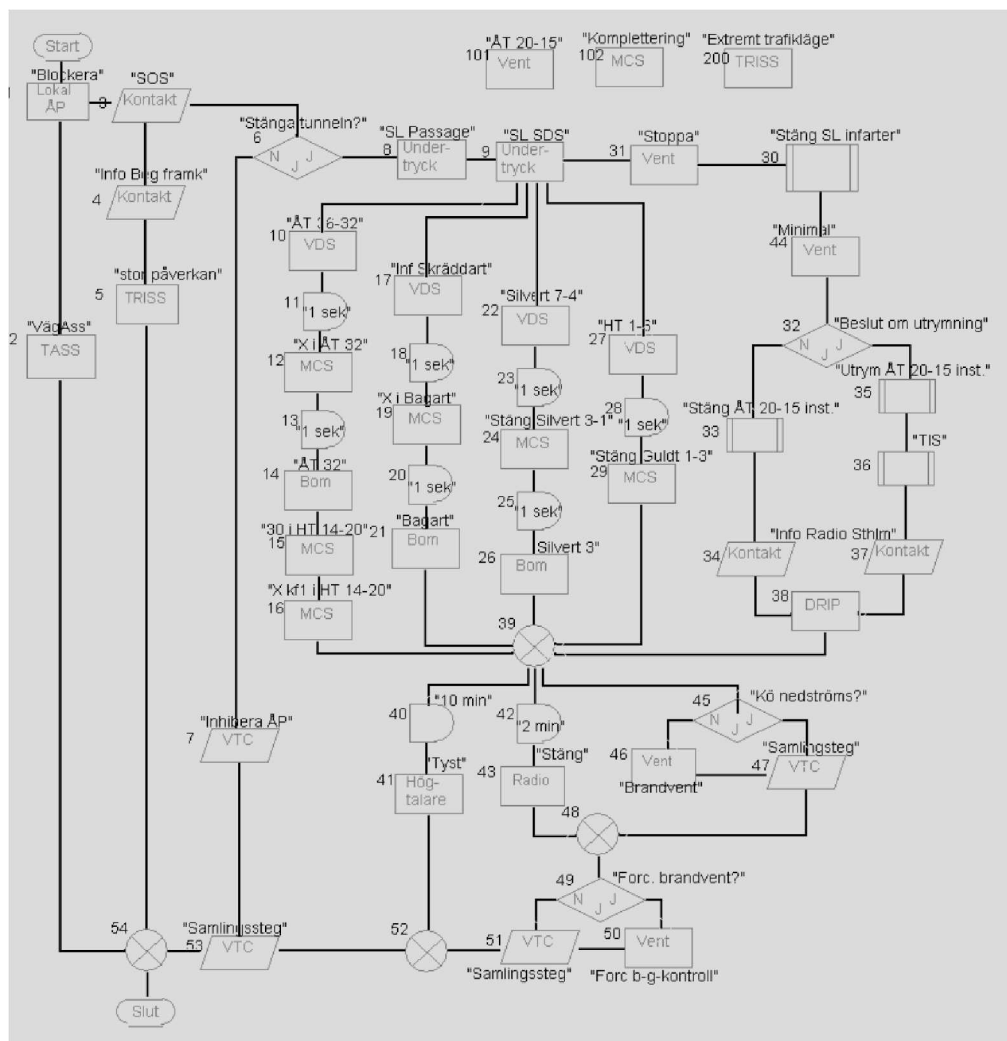 Start
"ÅT 20-15"
101
Vent
"Komplettering"
102
MCS
"Extremt trafikläge"
200
TRISS
"Blockera"
Lokal
ÅP
3
"SOS"
Kontakt
"Stänga tunneln?"
6
N
J
J
"SL Passage"
8
Under-
tryck
"SL SDS"
9
Under-
tryck
"Stoppa"
31
Vent
"Stäng SL infarter"
30
"Info Beg framk"
4
Kontakt
"ÅT 36-32"
10
VDS
"Minimal"
44
Vent
"stor påverkan"
5
TRISS
"Inf Skräddart"
17
VDS
11
"1 sek"
"Silvert 7-4"
22
VDS
"HT 1-6"
27
VDS
"Beslut om utrymning"
32
N
J
J
"VägAss"
2
TASS
"X i ÅT 32"
12
MCS
18
"1 sek"
23
"1 sek"
28
"1 sek"
"Utrym ÅT 20-15 inst."
35
"X i Bagart"
19
MCS
13
"1 sek"
"Stäng Silvert 3-1"
24
MCS
"Stäng ÅT 20-15 inst."
33
"TIS"
36
"ÅT 32"
14
Bom
20
"1 sek"
25
"1 sek"
"Stäng Guldt 1-3"
29
MCS
"30 i HT 14-20"
15
MCS
"Bagart"
21
Bom
Silvert 3"
26
Bom
"Info Radio Sthlm"
34
Kontakt
37
Kontakt
"X kf1 i HT 14-20"
16
MCS
38
DRIP
39
40
"10 min"
42
"2 min"
45
"Kö nedströms?"
N
J
J
"Inhibera ÅP"
7
VTC
"Tyst"
41
Hög-
talare
"Stäng"
43
Radio
46
Vent
"Brandvent"
"Samlingsteg"
47
VTC
48
49
"Forc. brandvent?"
N
J
J
54
"Samlingssteg"
53
VTC
52
51
VTC
"Samlingssteg"
50
Vent
"Forc b-g-kontroll"
Slut